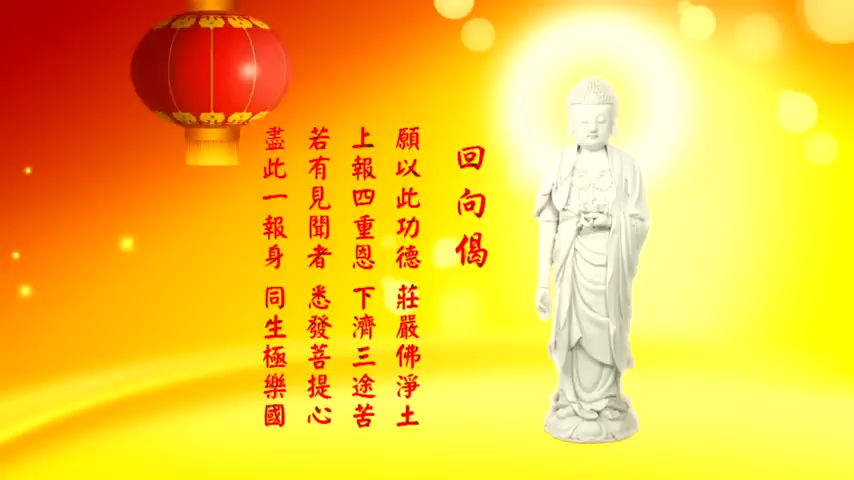 回向偈
願以此功德 莊嚴佛淨土
上報四重恩 下濟三途苦
若有見聞者 悉發菩提心
盡此一報身 同生極樂國